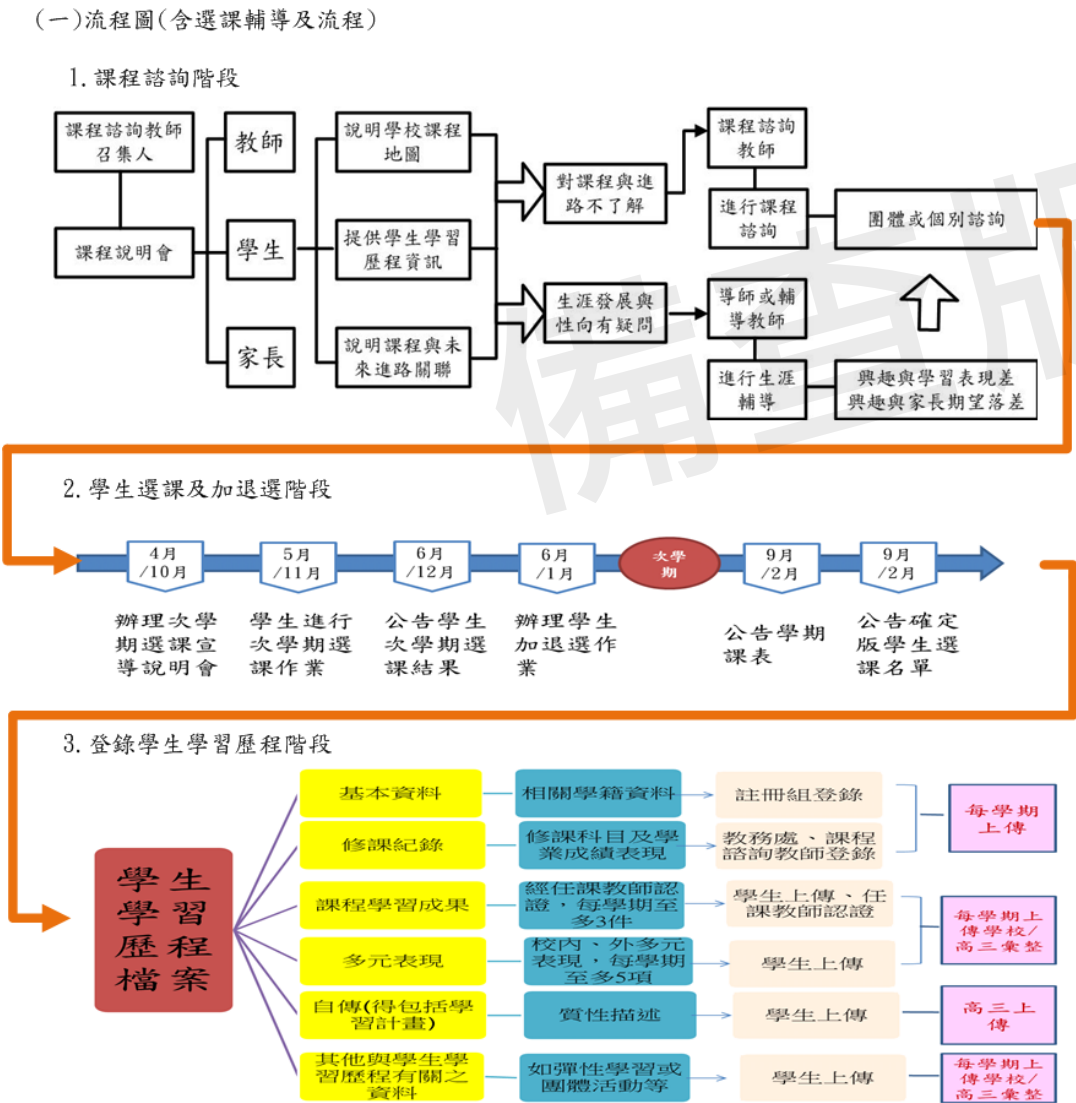 (一)流程圖(含選課輔導及流程)
1.課程諮詢階段
課程諮詢教師
召集人
課程說明會
教師
學生
家長
說明學校課程
地圖
提供學生學習
歷程資訊
說明課程與未
來進路關聯
對課程與進
路不了解
生涯發展與
性向有疑問
課程諮詢
教師
進行課程
諮詢
團體或個別諮詢
導師或輔
導教師
進行生涯
輔導
興趣與學習表現差
興趣與家長期望落差
備查版
2.學生選課及加退選階段
4月
/10月
5月
/11月
6月
/12月
6月
/1月
次學
期
9月
/2月
9月
/2月
辦理次學
期選課宣
導說明會
學生進行
次學期選
課作業
公告學生
次學期選
課結果
辦理學生
加退選作
業
公告學期
課表
公告確定
版學生選
課名單
3.登錄學生學習歷程階段
學生
學習
歷程
檔案
基本資料
相關學籍資料
註冊組登錄
修課紀錄
修課科目及學
業成績表現
教務處、課程
諮詢教師登錄
每學期
上傳
課程學習成果
經任課教師認
證，每學期至
多3件
學生上傳、任
課教師認證
多元表現
校內、外多元
表現，每學期
至多5項
學生上傳
每學期上
傳學校/
高三彙整
自傳(得包括學
習計畫)
質性描述
學生上傳
高三上
傳
其他與學生學
習歷程有關之
資料
如彈性學習或
團體活動等
學生上傳
每學期上
傳學校/
高三彙整